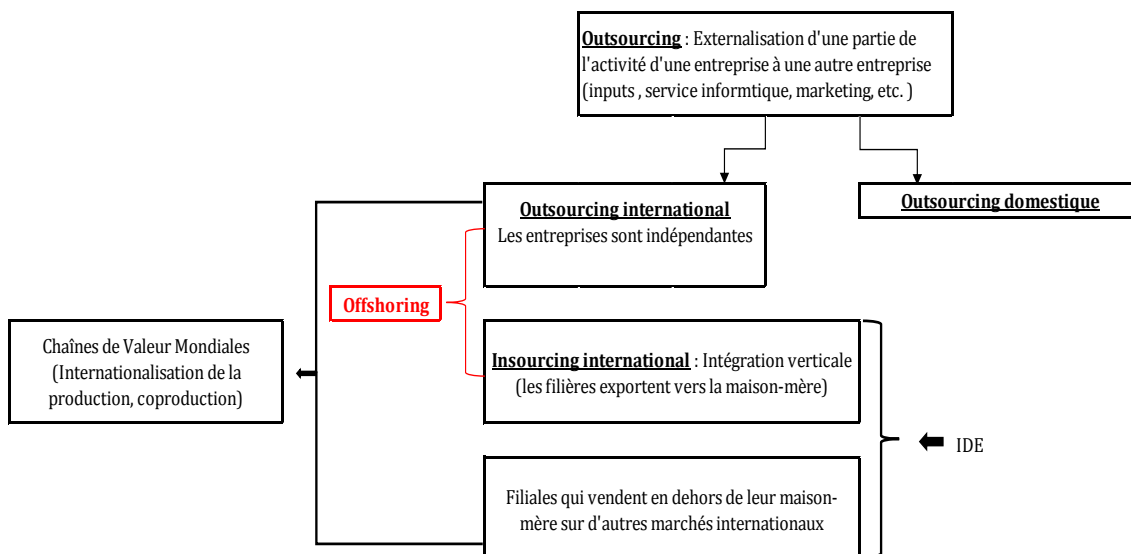 Outsourcing : Externalisation d'une partie de
l'activité d'une entreprise à une autre entreprise
(inputs , service informtique, marketing, etc. )
Outsourcing international
Les entreprises sont indépendantes
Outsourcing domestique
Offshoring
Chaînes de Valeur Mondiales
(Internationalisation de la
production, coproduction)
Insourcing international : Intégration verticale
(les filières exportent vers la maison-mère)
IDE
Filiales qui vendent en dehors de leur maison-
mère sur d'autres marchés internationaux